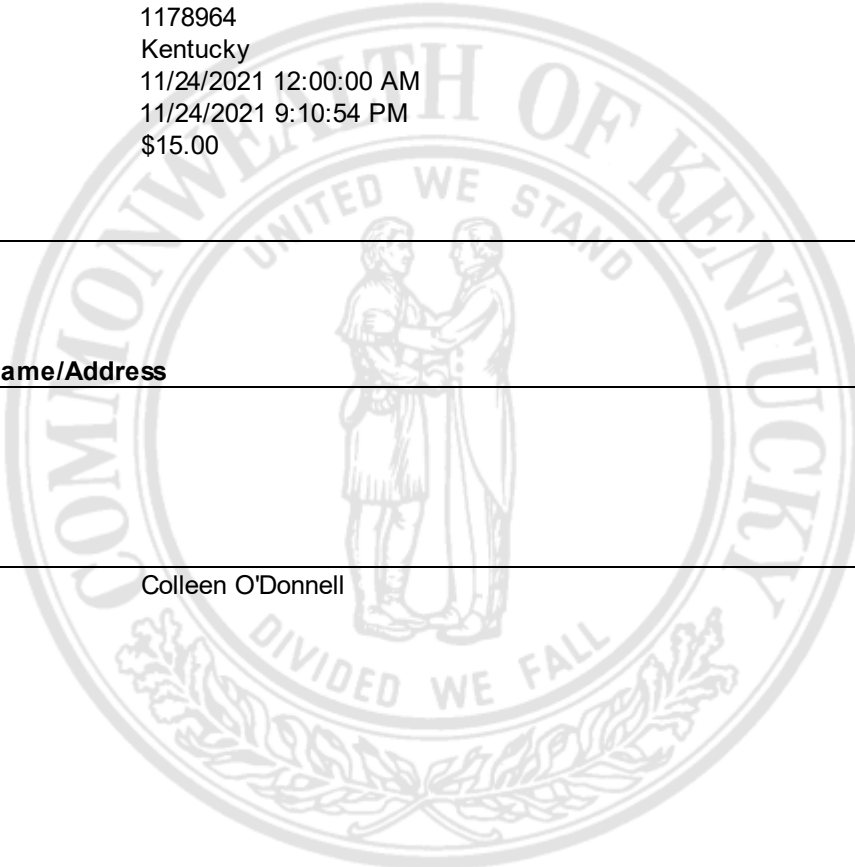 1178964
Kentucky
11/24/2021 12:00:00 AM
11/24/2021 9:10:54 PM
$15.00
COMMONWEALTH OF KENTUCKY
UNITED WE STAND
ame/Address
Colleen O'Donnell
DIVIDED WE FALL